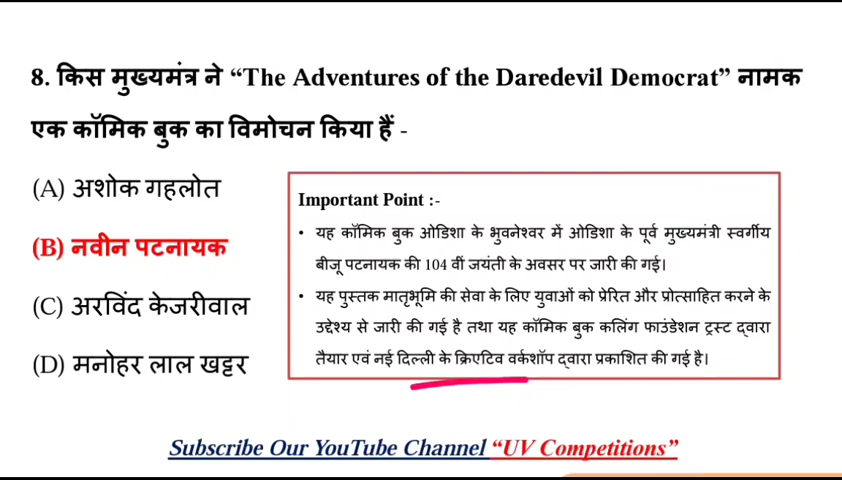 8. किस मुख्यमंत्र ने “The Adventures of the Daredevil Democrat” नामक
एक कॉमिक बुक का विमोचन किया हैं -
(A) अशोक गहलोत
(B) नवीन पटनायक
(C) अरविंद केजरीवाल
(D) मनोहर लाल खट्टर
Important Point :-
• यह कॉमिक बुक ओडिशा के भुवनेश्वर में ओडिशा के पूर्व मुख्यमंत्री स्वर्गीय
बीजू पटनायक की 104 वीं जयंती के अवसर पर जारी की गई।
• यह पुस्तक मातृभूमि की सेवा के लिए युवाओं को प्रेरित और प्रोत्साहित करने के
उद्देश्य से जारी की गई है तथा यह कॉमिक बुक कलिंग फाउंडेशन ट्रस्ट द्वारा
तैयार एवं नई दिल्ली के क्रिएटिव वर्कशॉप द्वारा प्रकाशित की गई है।
Subscribe Our YouTube Channel “UV Competitions”